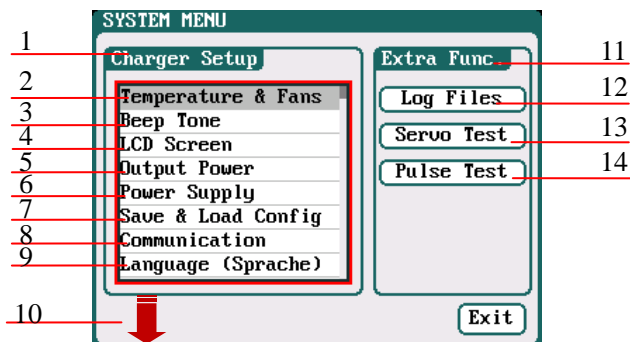 SYSTEM MENU
1 Charger Setup
2 Temperature & Fans
3 Beep Tone
4 LCD Screen
5 Output Power
6 Power Supply
7 Save & Load Config
8 Communication
9 Language (Sprache)
10
Extra Func. 11
Log Files 12
Servo Test 13
Pulse Test 14
Exit